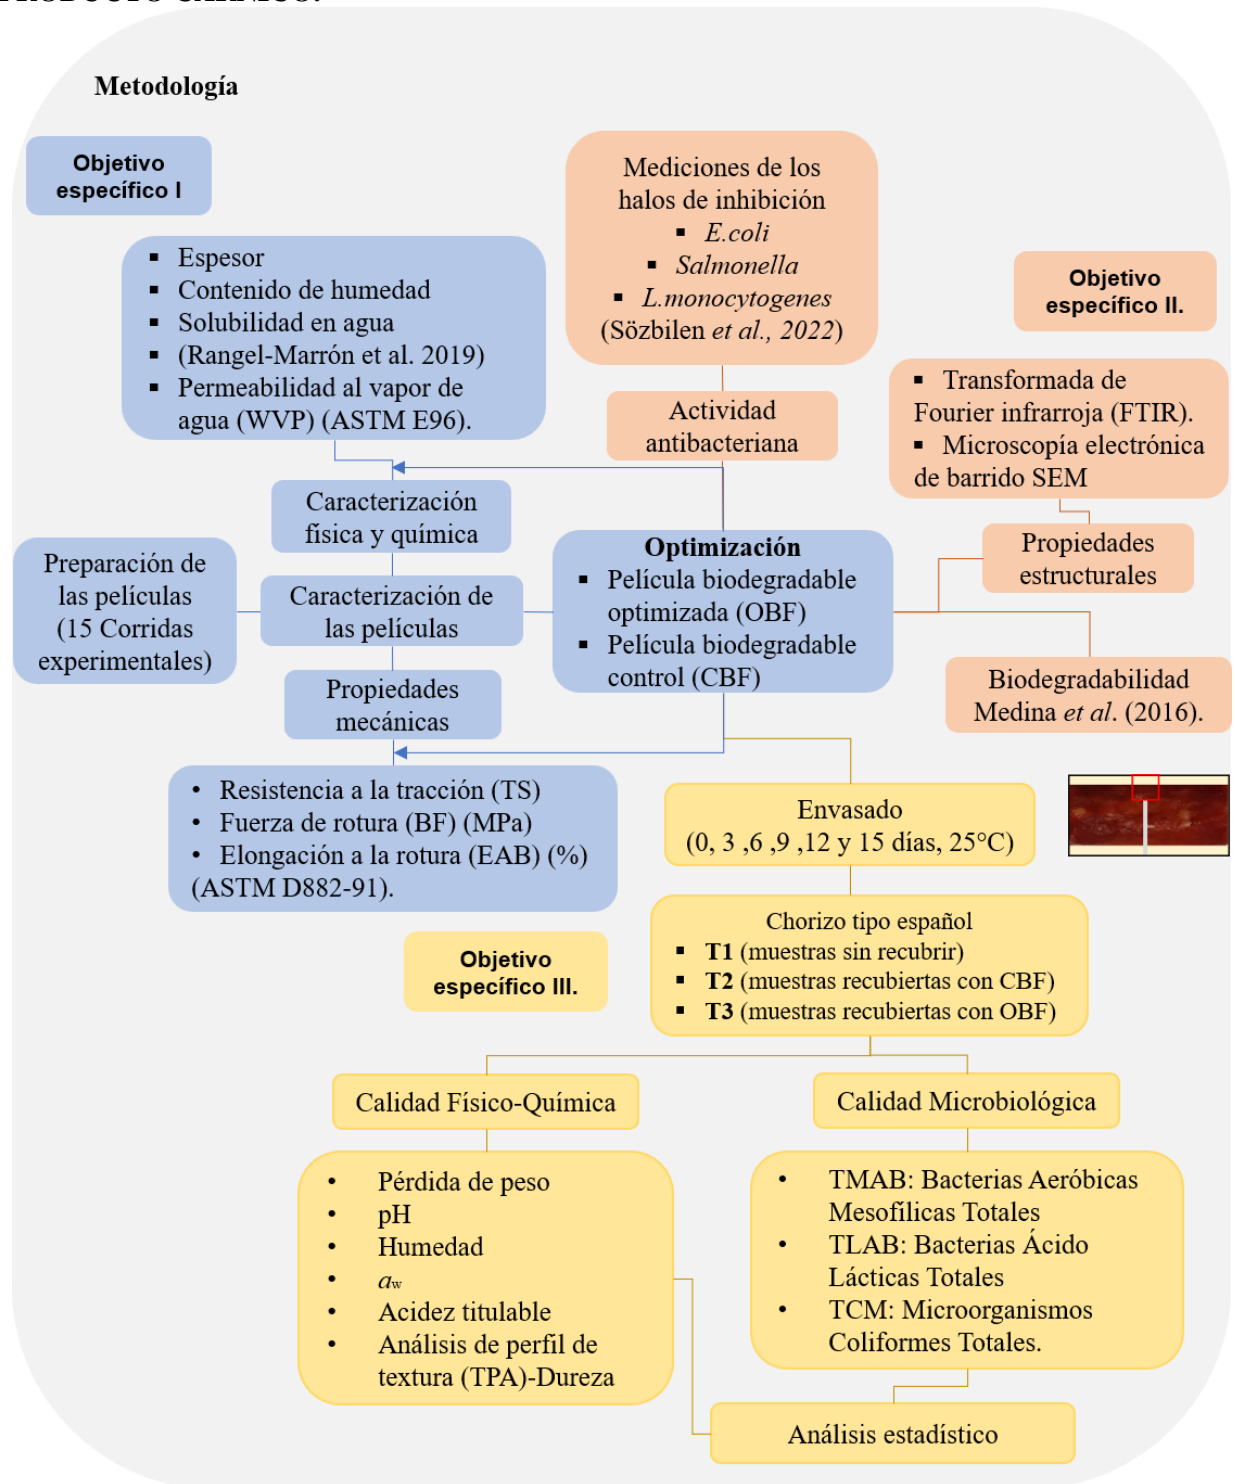 PRODUCTO CÁRNICO.
Metodología
Objetivo
específico I
▪ Espesor
▪ Contenido de humedad
▪ Solubilidad en agua
▪ (Rangel-Marrón et al. 2019)
▪ Permeabilidad al vapor de
agua (WVP) (ASTM E96).
Mediciones de los
halos de inhibición
▪ E.coli
▪ Salmonella
▪ L.monocytogenes
(Sözbilen et al., 2022)
Objetivo
específico II.
▪ Transformada de
Fourier infrarroja (FTIR).
▪ Microscopía electrónica
de barrido SEM
Actividad
antibacteriana
Caracterización
física y química
Preparación de
las películas
(15 Corridas
experimentales)
Caracterización de
las películas
Optimización
▪ Película biodegradable
optimizada (OBF)
▪ Película biodegradable
control (CBF)
Propiedades
estructurales
Propiedades
mecánicas
Biodegradabilidad
Medina et al. (2016).
• Resistencia a la tracción (TS)
• Fuerza de rotura (BF) (MPa)
• Elongación a la rotura (EAB) (%)
(ASTM D882-91).
Envasado
(0, 3 ,6 ,9 ,12 y 15 días, 25°C)
Objetivo
específico III.
Chorizo tipo español
▪ T1 (muestras sin recubrir)
▪ T2 (muestras recubiertas con CBF)
▪ T3 (muestras recubiertas con OBF)
Calidad Físico-Química
Calidad Microbiológica
• Pérdida de peso
• pH
• Humedad
• aw
• Acidez titulable
• Análisis de perfil de
textura (TPA)-Dureza
• TMAB: Bacterias Aeróbicas
Mesofílicas Totales
• TLAB: Bacterias Ácido
Lácticas Totales
• TCM: Microorganismos
Coliformes Totales.
Análisis estadístico